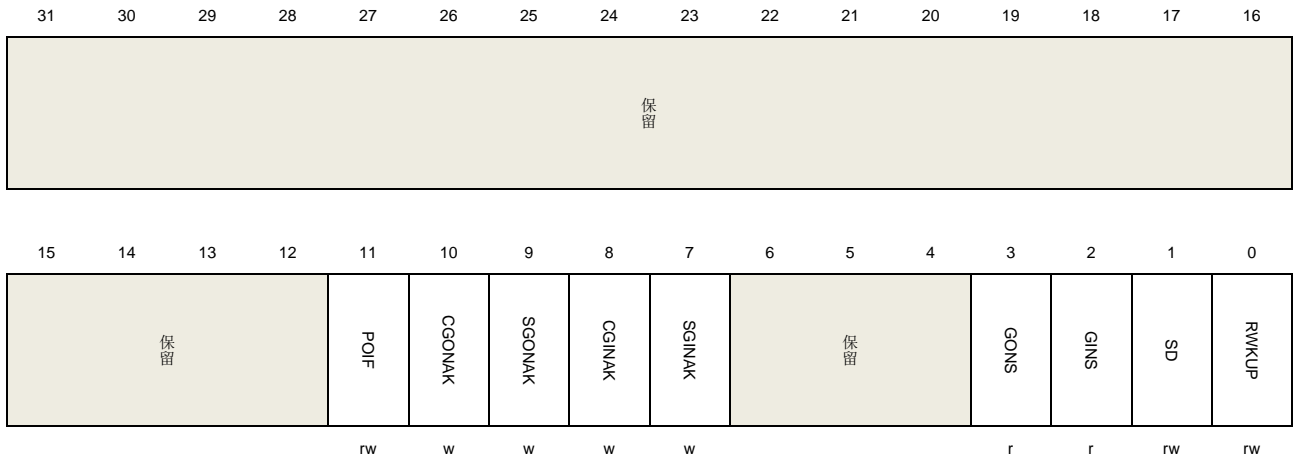 31 30 29 28 27 26 25 24 23 22 21 20 19 18 17 16
保留
15 14 13 12 11 10 9 8 7 6 5 4 3 2 1 0
保留 POIF CGONAK SGONAK CGINAK SGINAK 保留 GONS GINS SD RWKUP
rw w w w w r r rw rw